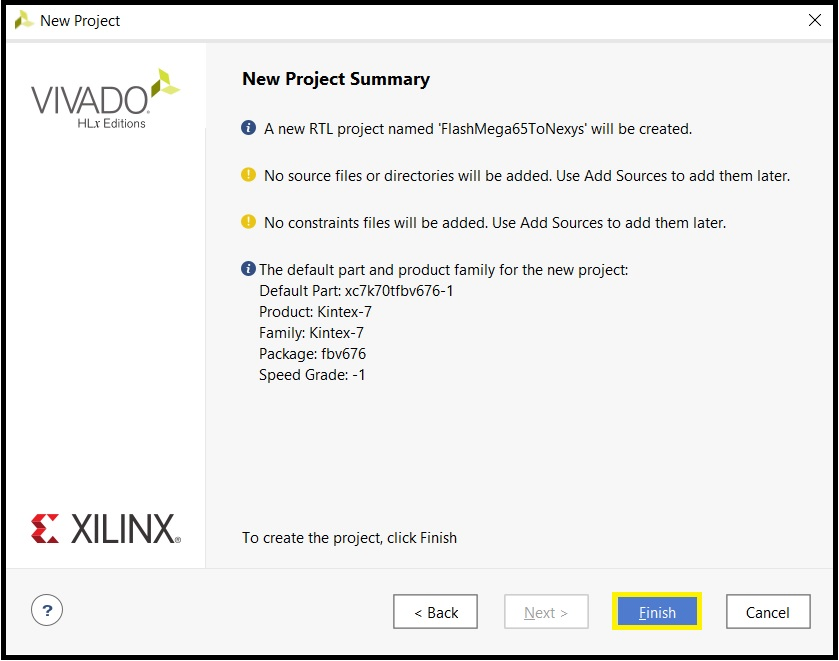 New Project
VIVADO
HLx Editions
New Project Summary
A new RTL project named 'FlashMega65ToNexys' will be created.
No source files or directories will be added. Use Add Sources to add them later.
No constraints files will be added. Use Add Sources to add them later.
The default part and product family for the new project:
Default Part: xc7k70tfbv676-1
Product: Kintex-7
Family: Kintex-7
Package: fbv676
Speed Grade: -1
XILINX®
To create the project, click Finish
?
< Back
Next >
Finish
Cancel